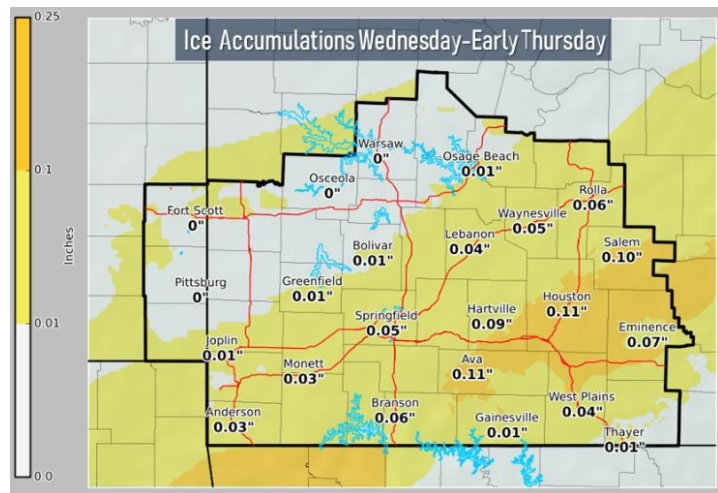 Ice Accumulations Wednesday-Early Thursday
0.25
0.1
0.01
0.0
Inches
Warsaw
0"
Osage Beach
0.01"
Osceola
0"
Rolla
0.06"
Fort Scott
0"
Waynesville
0.05"
Lebanon
0.04"
Salem
0.10"
Bolivar
0.01"
Pittsburg
0"
Greenfield
0.01"
Houston
0.11"
Hartville
0.09"
Springfield
0.05"
Eminence
0.07"
Joplin
0.01"
Monett
0.03"
Ava
0.11"
West Plains
0.04"
Branson
0.06"
Anderson
0.03"
Gainesville
0.01"
Thayer
0.01"